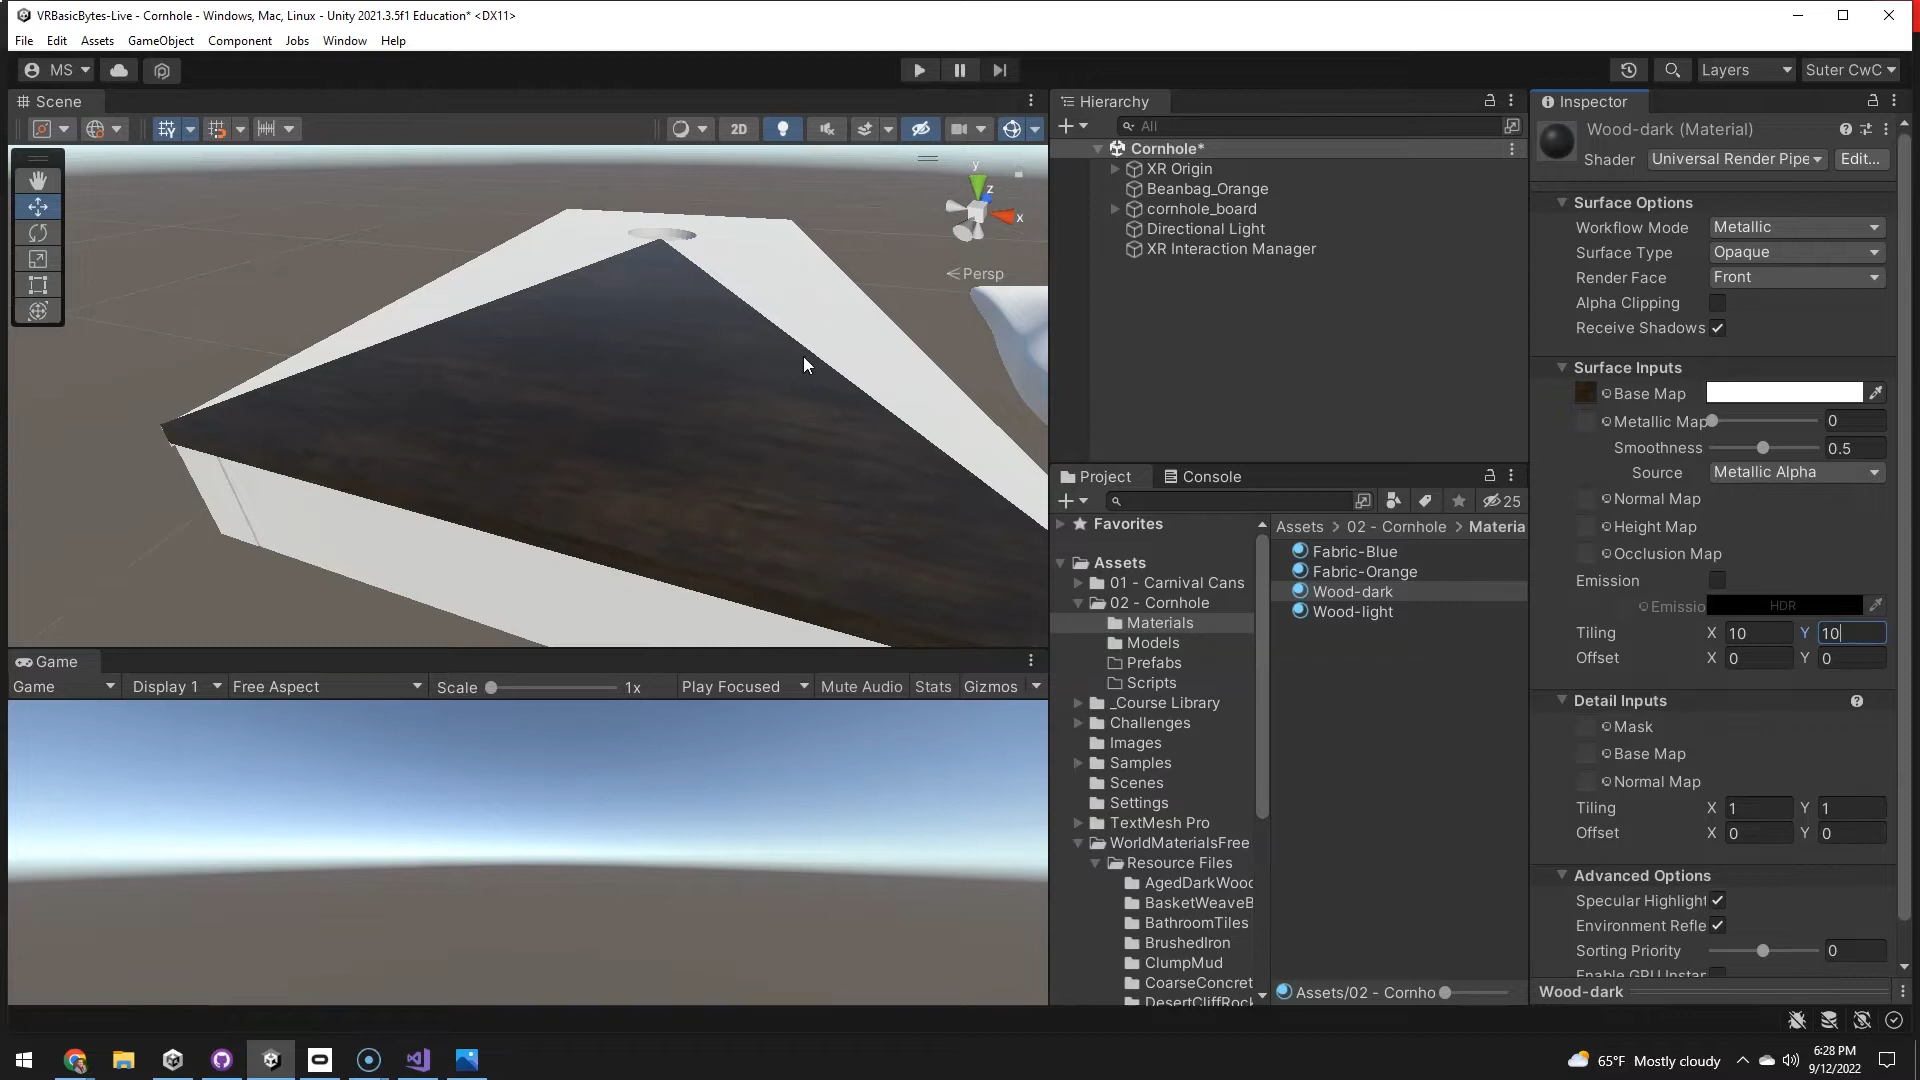 VRBasicBytes-Live - Cornhole - Windows, Mac, Linux - Unity 2021.3.5f1 Education* <DX11>
File Edit Assets GameObject Component Jobs Window Help
MS
Layers
Suter CwC
Scene
2D
y
z
x
Persp
Hierarchy
All
Cornhole*
XR Origin
Beanbag_Orange
cornhole_board
Directional Light
XR Interaction Manager
Game
Game Display 1 Free Aspect Scale 1x Play Focused Mute Audio Stats Gizmos
Project Console
25
Favorites
Assets
01 - Carnival Cans
02 - Cornhole
Materials
Models
Prefabs
Scripts
_Course Library
Challenges
Images
Samples
Scenes
Settings
TextMesh Pro
WorldMaterialsFree
Resource Files
AgedDarkWooc
BasketWeaveB
BathroomTiles
BrushedIron
ClumpMud
CoarseConcret
DesertCliffRock
Assets > 02 - Cornhole > Materia
Fabric-Blue
Fabric-Orange
Wood-dark
Wood-light
Assets/02 - Cornho
Inspector
Wood-dark (Material)
Shader Universal Render Pipe Edit...
Surface Options
Workflow Mode Metallic
Surface Type Opaque
Render Face Front
Alpha Clipping
Receive Shadows
Surface Inputs
Base Map
Metallic Map 0
Smoothness 0.5
Source Metallic Alpha
Normal Map
Height Map
Occlusion Map
Emission
Emissio HDR
Tiling X 10 Y 10
Offset X 0 Y 0
Detail Inputs
Mask
Base Map
Normal Map
Tiling X 1 Y 1
Offset X 0 Y 0
Advanced Options
Specular Highlight
Environment Refle
Sorting Priority 0
Enable GPU Instar
Wood-dark
65°F Mostly cloudy
6:28 PM
9/12/2022